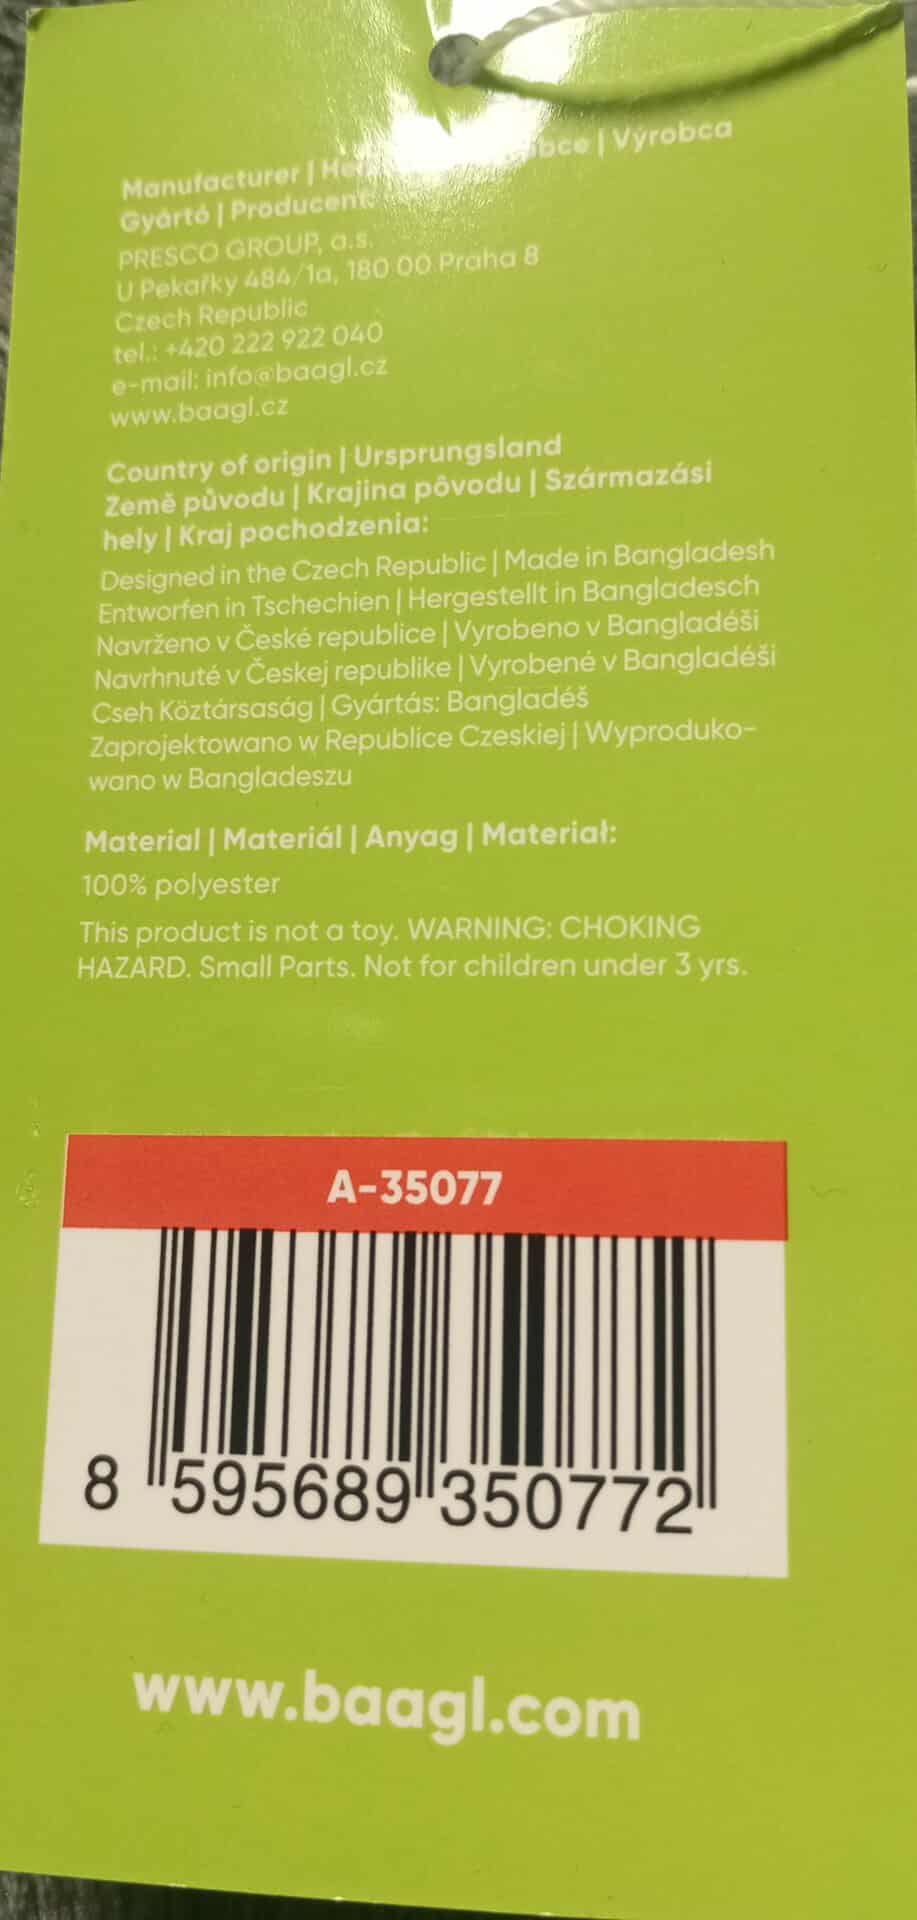 Manufacturer | Výrobca
Gyártó | Producent:
PRESCO GROUP, a.s.
U Pekařky 484/1a, 180 00 Praha 8
Czech Republic
tel.: +420 222 922 040
e-mail: info@baagl.cz
www.baagl.cz
Country of origin | Ursprungsland
Země původu | Krajina pôvodu | Származási
hely | Kraj pochodzenia:
Designed in the Czech Republic | Made in Bangladesh
Entworfen in Tschechien | Hergestellt in Bangladesch
Navrženo v České republice | Vyrobeno v Bangladéši
Navrhnuté v Českej republike | Vyrobené v Bangladéši
Cseh Köztársaság | Gyártás: Bangladéš
Zaprojektowano w Republice Czeskiej | Wyproduko-
wano w Bangladeszu
Material | Materiál | Anyag | Materiał:
100% polyester
This product is not a toy. WARNING: CHOKING
HAZARD. Small Parts. Not for children under 3 yrs.
A-35077
8 595689 350772
www.baagl.com